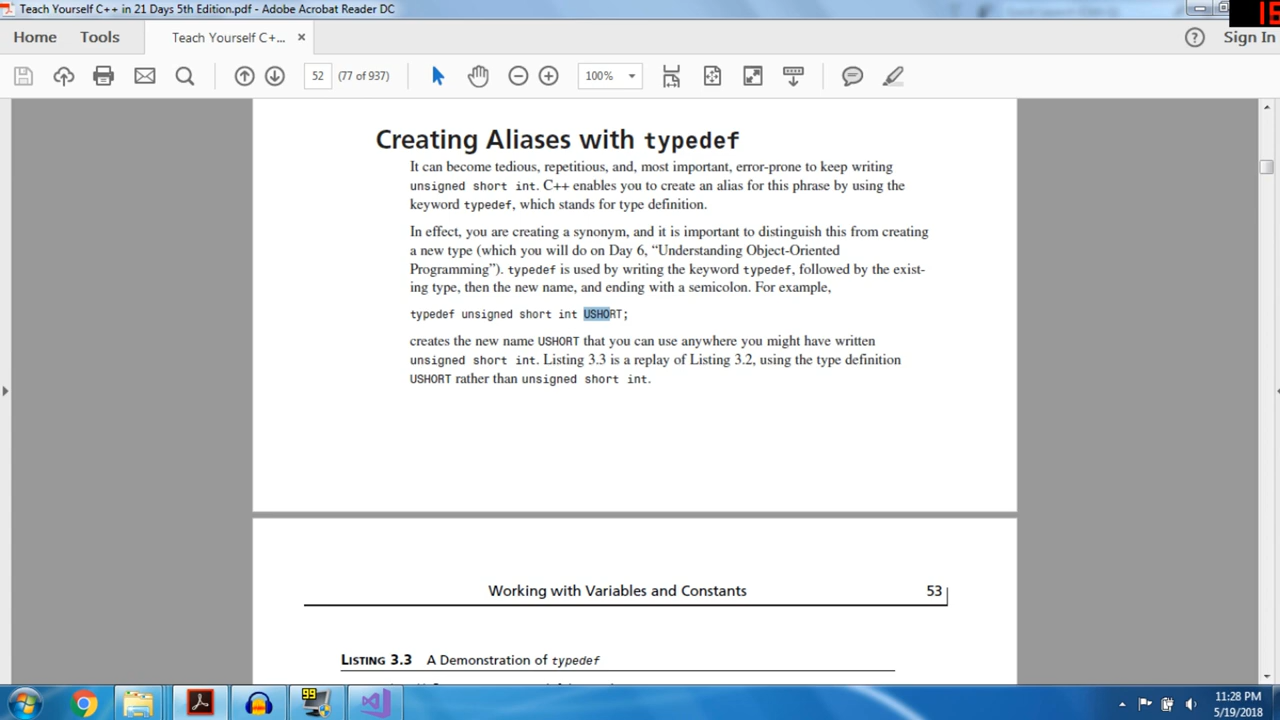 Teach Yourself C++ in 21 Days 5th Edition.pdf - Adobe Acrobat Reader DC
Home Tools Teach Yourself C+... × Sign In
52 (77 of 937) 100%
Creating Aliases with typedef
It can become tedious, repetitious, and, most important, error-prone to keep writing
unsigned short int. C++ enables you to create an alias for this phrase by using the
keyword typedef, which stands for type definition.
In effect, you are creating a synonym, and it is important to distinguish this from creating
a new type (which you will do on Day 6, “Understanding Object-Oriented
Programming”). typedef is used by writing the keyword typedef, followed by the exist-
ing type, then the new name, and ending with a semicolon. For example,
typedef unsigned short int USHORT;
creates the new name USHORT that you can use anywhere you might have written
unsigned short int. Listing 3.3 is a replay of Listing 3.2, using the type definition
USHORT rather than unsigned short int.
Working with Variables and Constants 53
LISTING 3.3 A Demonstration of typedef
99
11:28 PM
5/19/2018